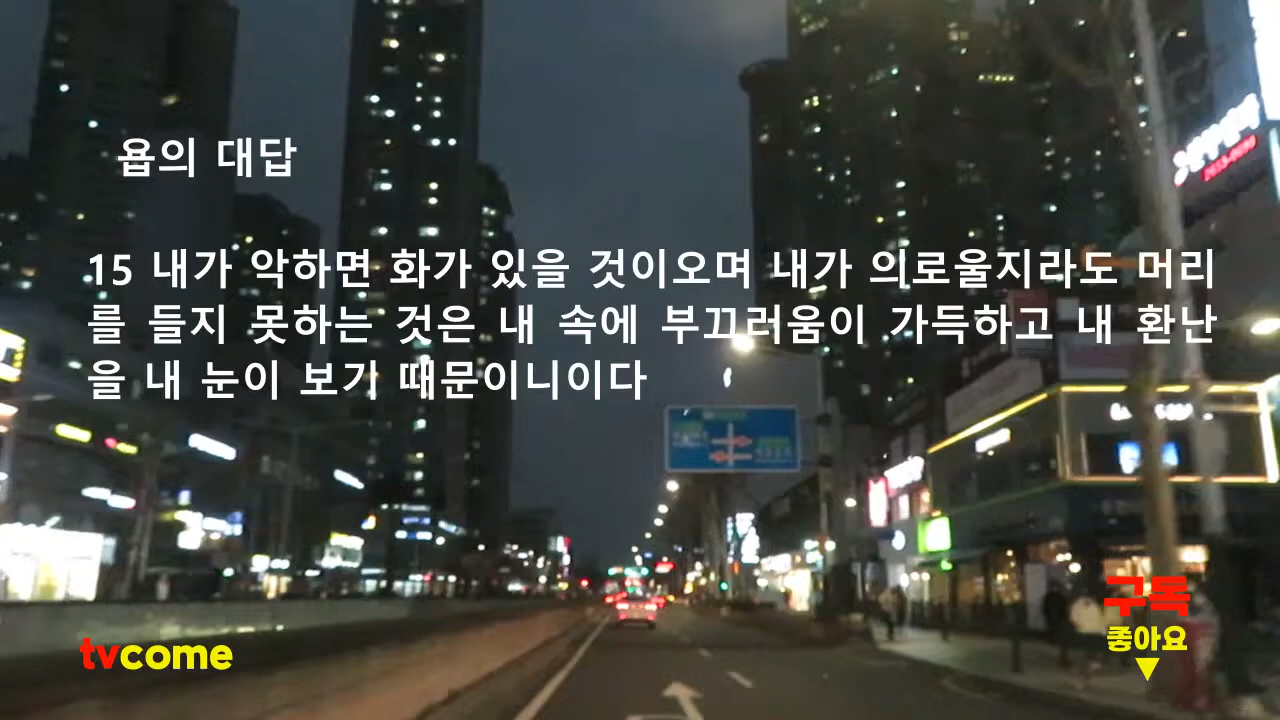 욥의 대답
15 내가 악하면 화가 있을 것이오며 내가 의로울지라도 머리
를 들지 못하는 것은 내 속에 부끄러움이 가득하고 내 환난
을 내 눈이 보기 때문이니이다
tvcome
구독
좋아요